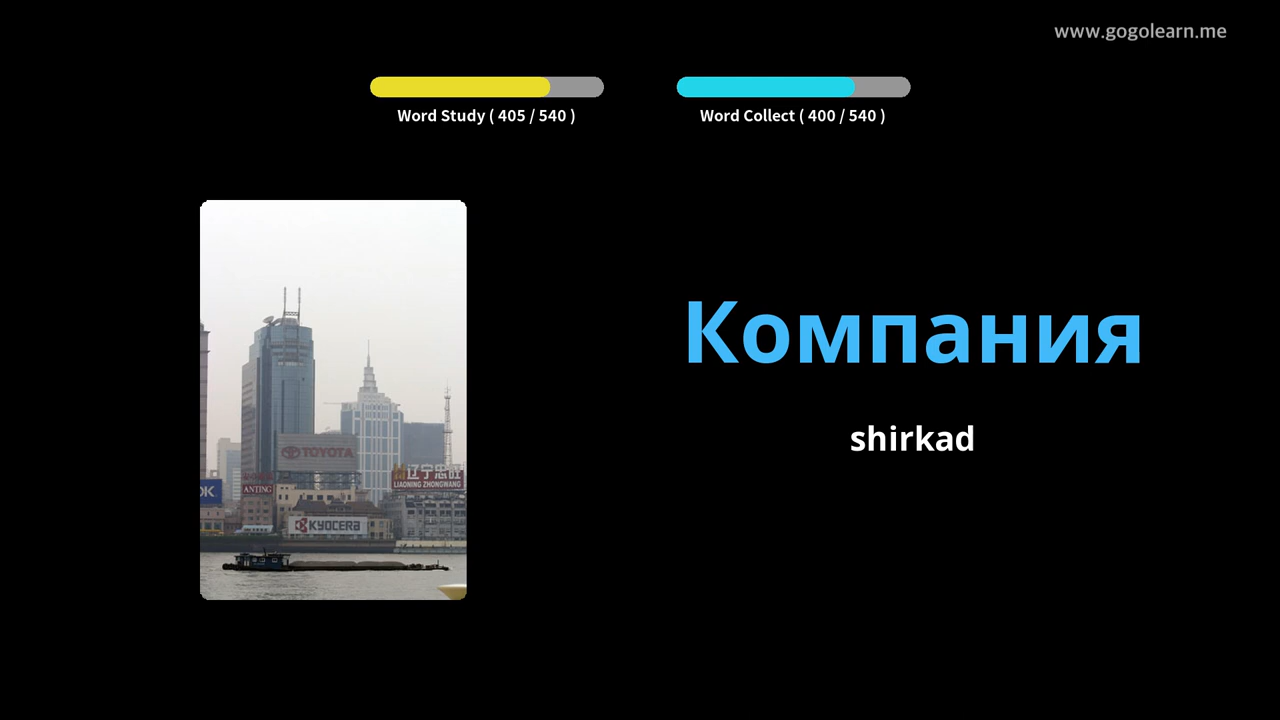 www.gogolearn.me
Word Study ( 405 / 540 )
Word Collect ( 400 / 540 )
Компания
shirkad
TOYOTA
辽宁忠旺
LIAONING ZHONGWANG
OK
ANTING
KYOCERA